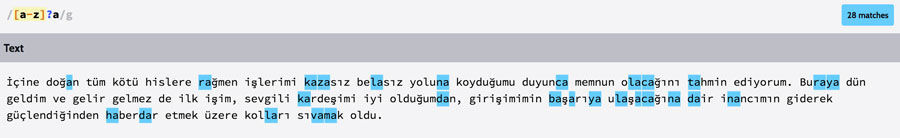 /[a-z]?a/g
28 matches
Text
İçine doğan tüm kötü hislere rağmen işlerimi kazasız belasız yoluna koyduğumu duyunca memnun olacağını tahmin ediyorum. Buraya dün
geldim ve gelir gelmez de ilk işim, sevgili kardeşimi iyi olduğumdan, girişimimin başarıya ulaşacağına dair inancımın giderek
güçlendiğinden haberdar etmek üzere kolları sıvamak oldu.